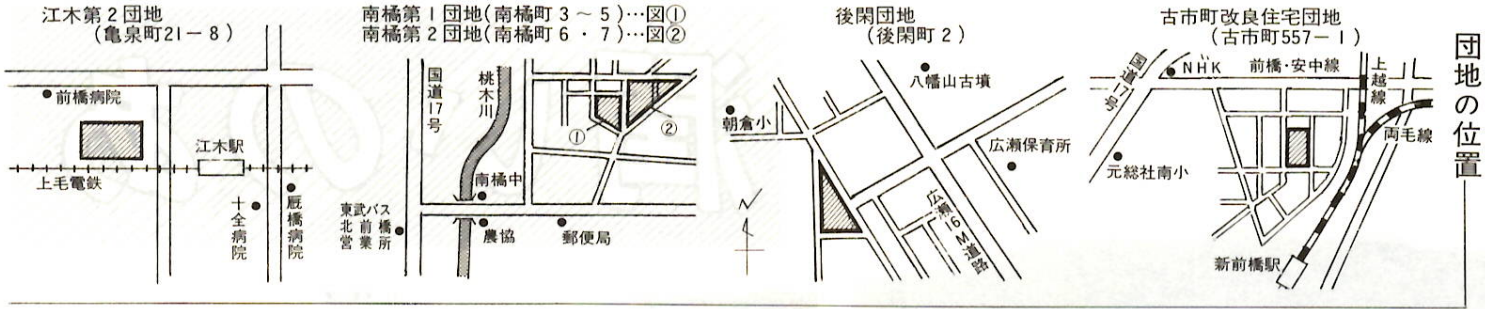 江木第2団地
(亀泉町21-8)
前橋病院
江木駅
上毛電鉄
十全病院
厩橋病院
南橘第1団地(南橘町3〜5)…図①
南橘第2団地(南橘町6・7)…図②
国道17号
桃木川
①
②
南橘中
東武バス
前橋
北営業所
農協
郵便局
後閑団地
(後閑町2)
八幡山古墳
朝倉小
広瀬保育所
広瀬16M道路
N
古市町改良住宅団地
(古市町557-1)
国道17号
NHK
前橋・安中線
上越線
両毛線
元総社南小
新前橋駅
団地の位置